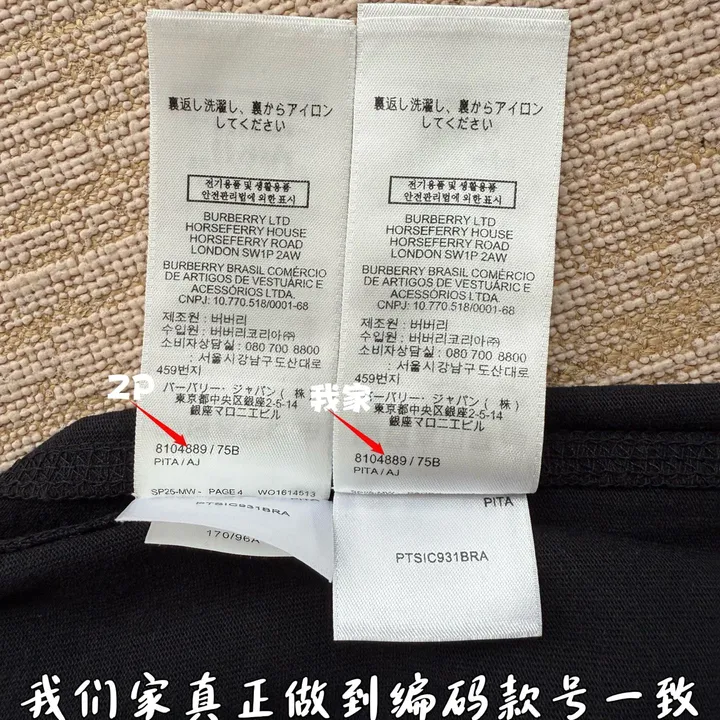 裏返し洗濯し、裏からアイロン
してください
전기용품 및 생활용품
안전관리법에 의한 표시
BURBERRY LTD
HORSEFERRY HOUSE
HORSEFERRY ROAD
LONDON SW1P 2AW
BURBERRY BRASIL COMÉRCIO
DE ARTIGOS DE VESTUÁRIC E
ACESSÓRIOS LTDA.
CNPJ: 10.770.518/0001-68
제조원 : 버버리
수입원 : 버버리코리아㈜
소비자상담실 : 080 700 8800
: 서울시강남구도산대로
459번지
バーバリー・ジャパン ( 株 )
東京都中央区銀座2-5-14
銀座マロニエビル
2P
8104889 / 75B
PITA / AJ
SP25-MW - PAGE 4 WO1614513
PTSIC931BRA
170/96A
裏返し洗濯し、裏からアイロン
してください
전기용품 및 생활용품
안전관리법에 의한 표시
BURBERRY LTD
HORSEFERRY HOUSE
HORSEFERRY ROAD
LONDON SW1P 2AW
BURBERRY BRASIL COMÉRCIO
DE ARTIGOS DE VESTUÁRIC E
ACESSÓRIOS LTDA.
CNPJ: 10.770.518/0001-68
제조원 : 버버리
수입원 : 버버리코리아㈜
소비자상담실 : 080 700 8800
: 서울시강남구도산대로
459번지
ーバリー・ジャパン ( 株 )
東京都中央区銀座2-5-14
銀座マロニエビル
我家
8104889 / 75B
PITA / AJ
PITA
PTSIC931BRA
我们家真正做到编码款号一致